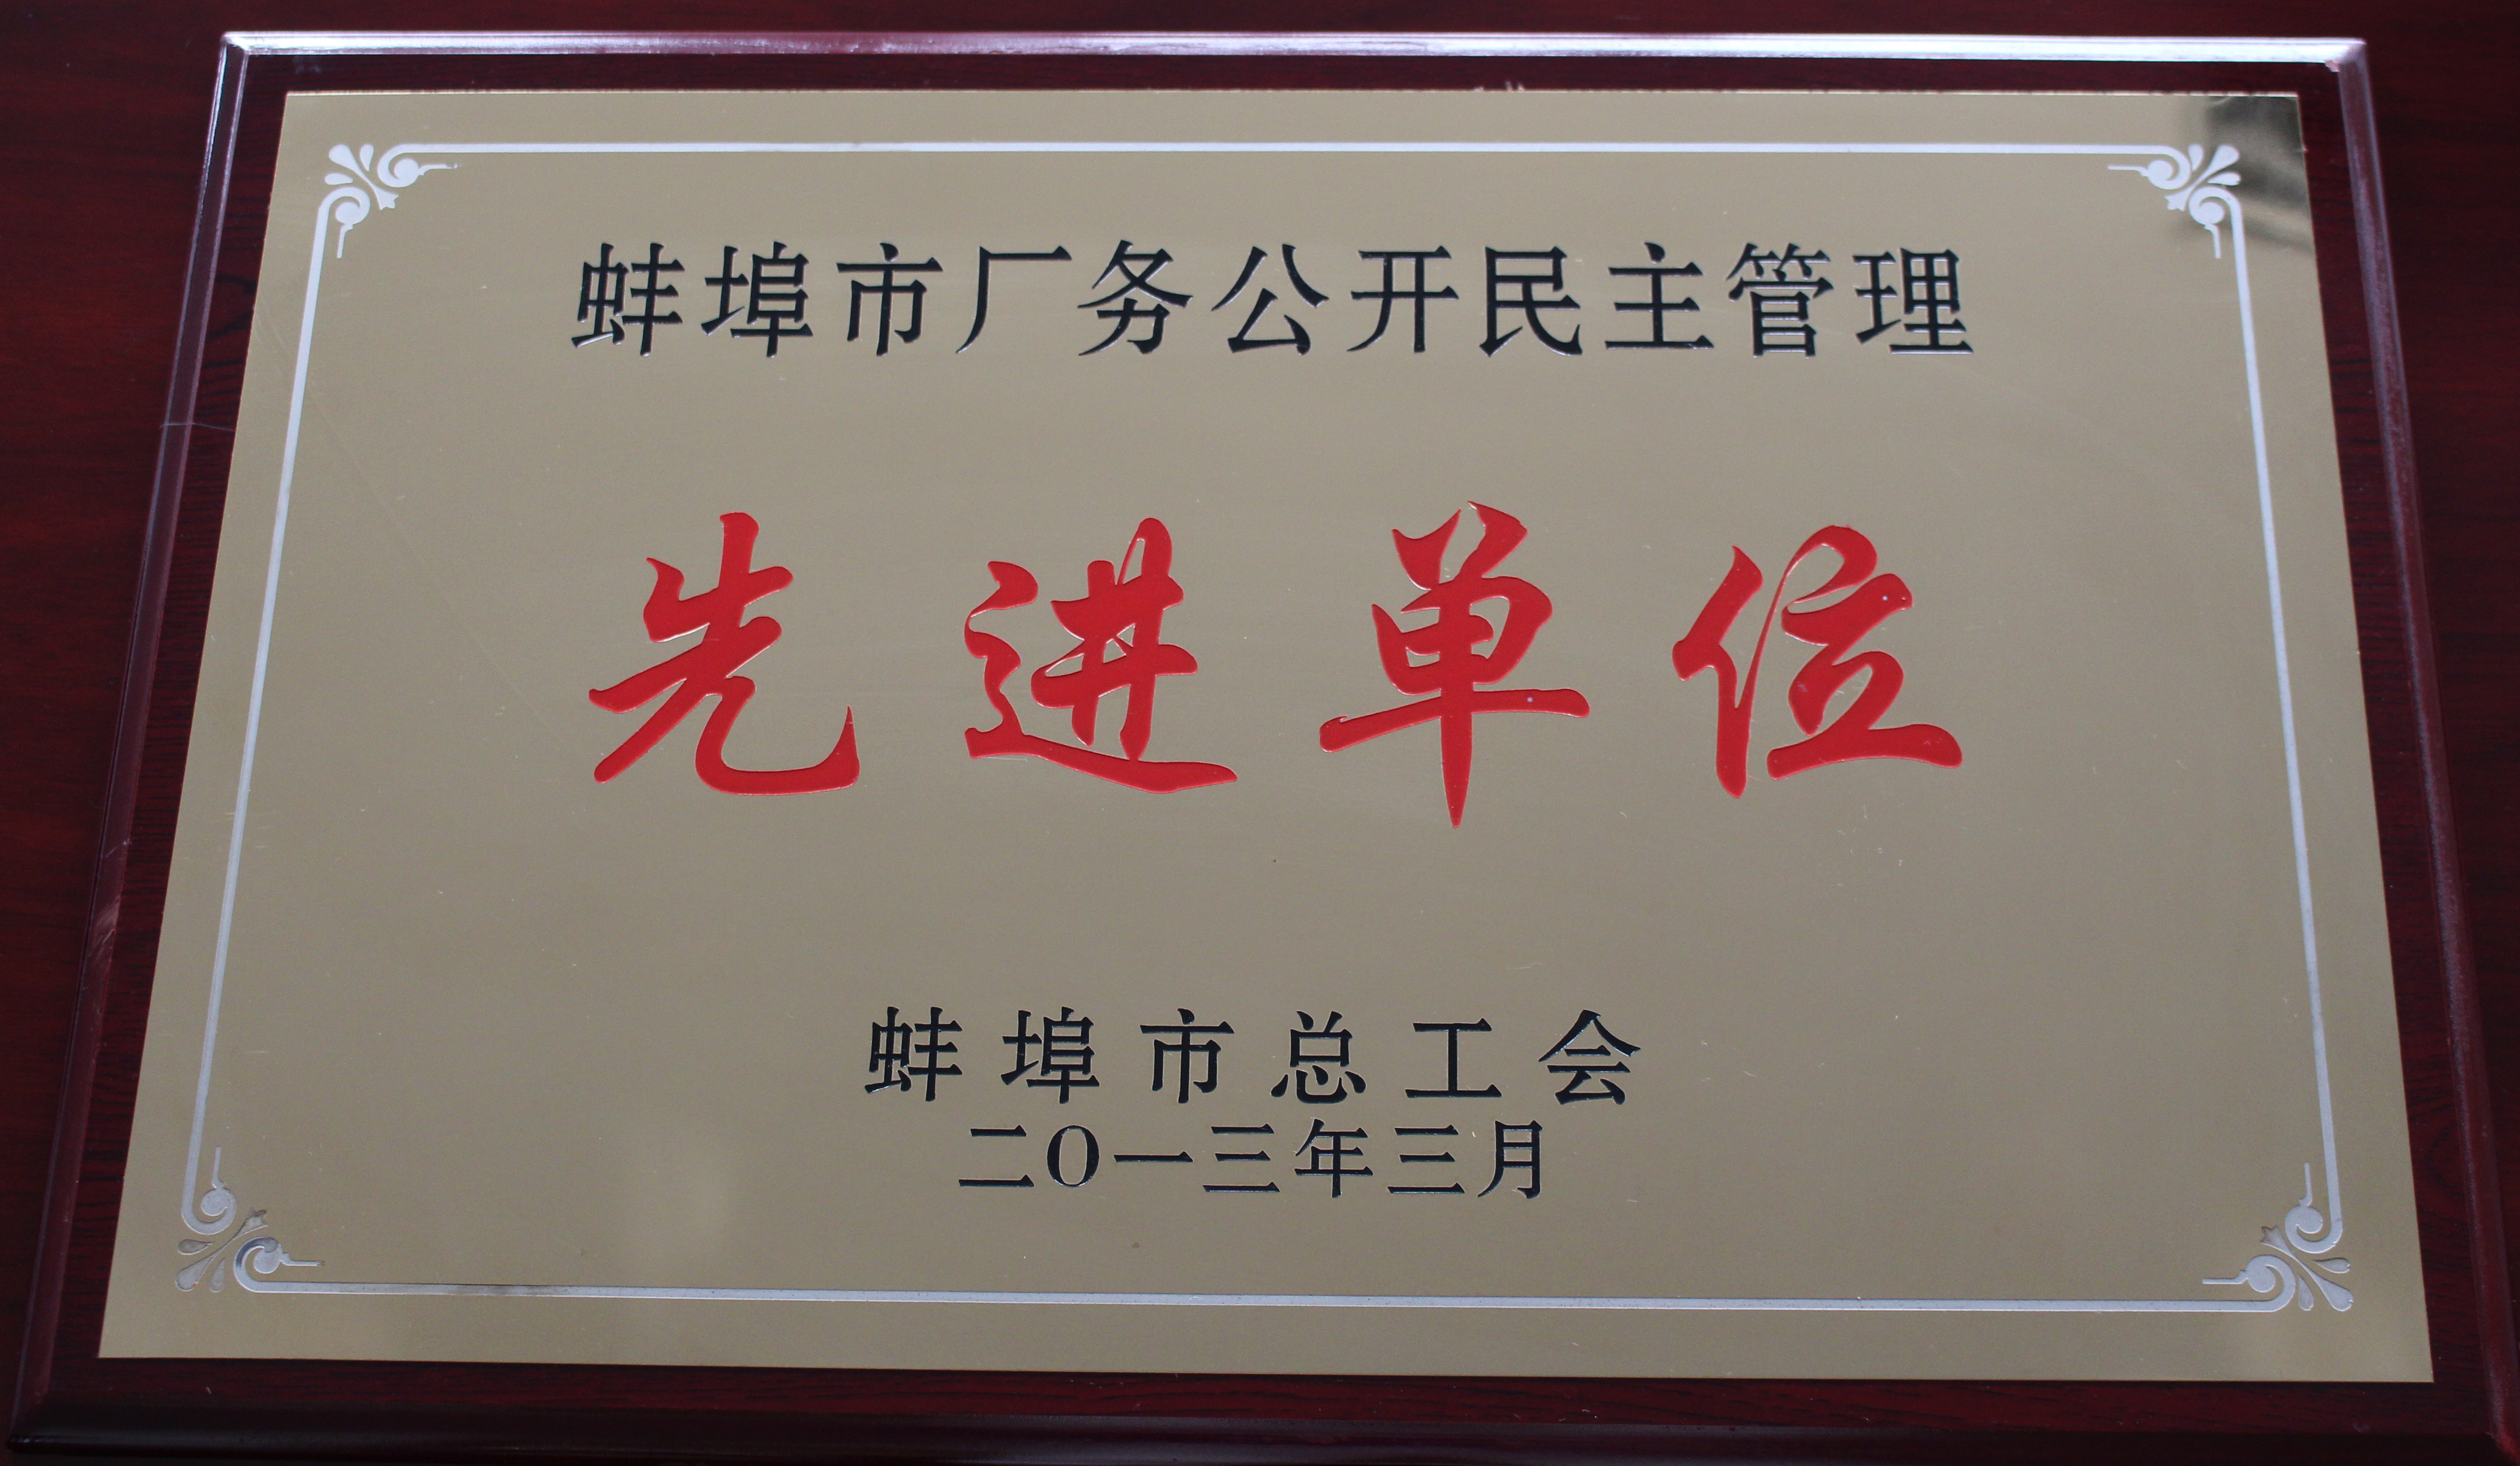 蚌埠市厂务公开民主管理
先进单位
蚌埠市总工会
二〇一三年三月